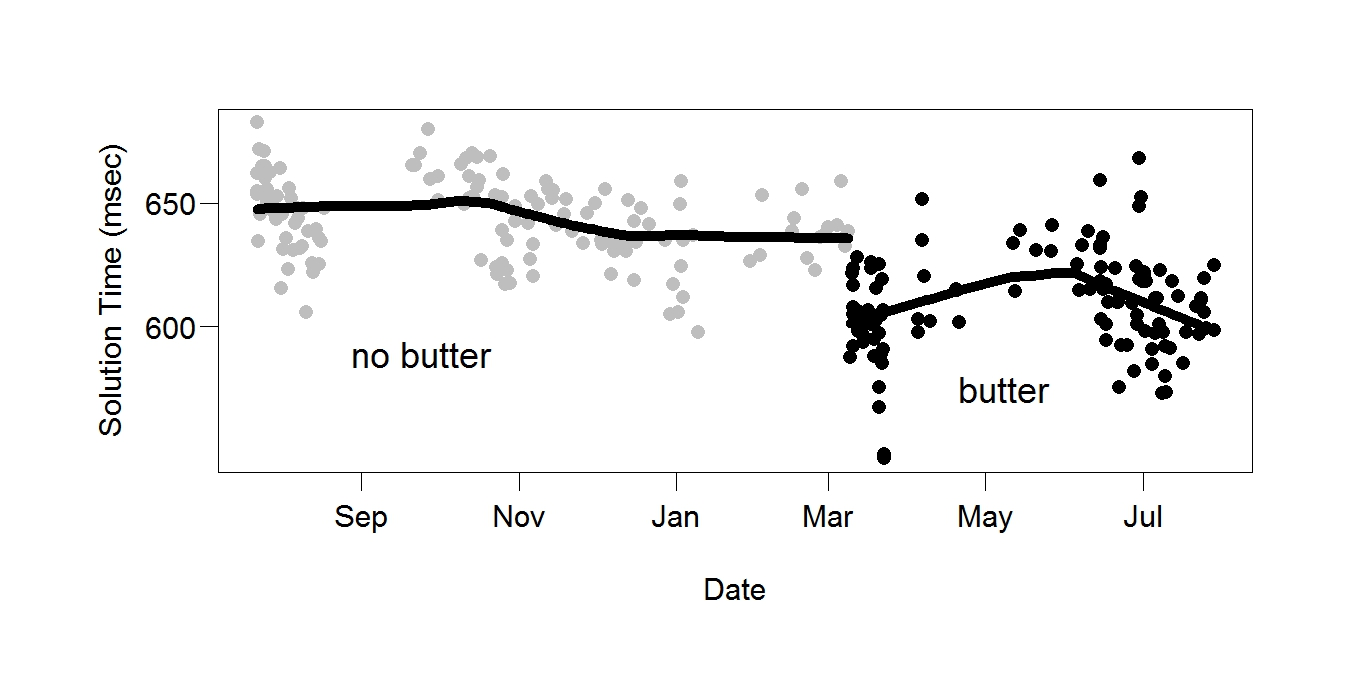 Solution Time (msec)
650
600
no butter
butter
Sep Nov Jan Mar May Jul
Date